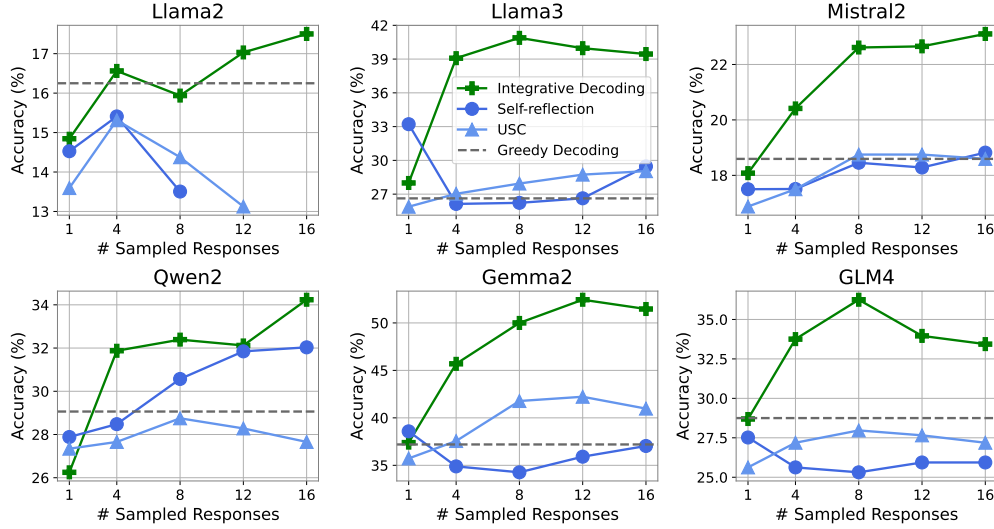 Llama2
Accuracy (%)
17
16
15
14
13
1 4 8 12 16
# Sampled Responses
Llama3
Accuracy (%)
42
39
36
33
30
27
Integrative Decoding
Self-reflection
USC
Greedy Decoding
1 4 8 12 16
# Sampled Responses
Mistral2
Accuracy (%)
22
20
18
1 4 8 12 16
# Sampled Responses
Qwen2
Accuracy (%)
34
32
30
28
26
1 4 8 12 16
# Sampled Responses
Gemma2
Accuracy (%)
50
45
40
35
1 4 8 12 16
# Sampled Responses
GLM4
Accuracy (%)
35.0
32.5
30.0
27.5
25.0
1 4 8 12 16
# Sampled Responses